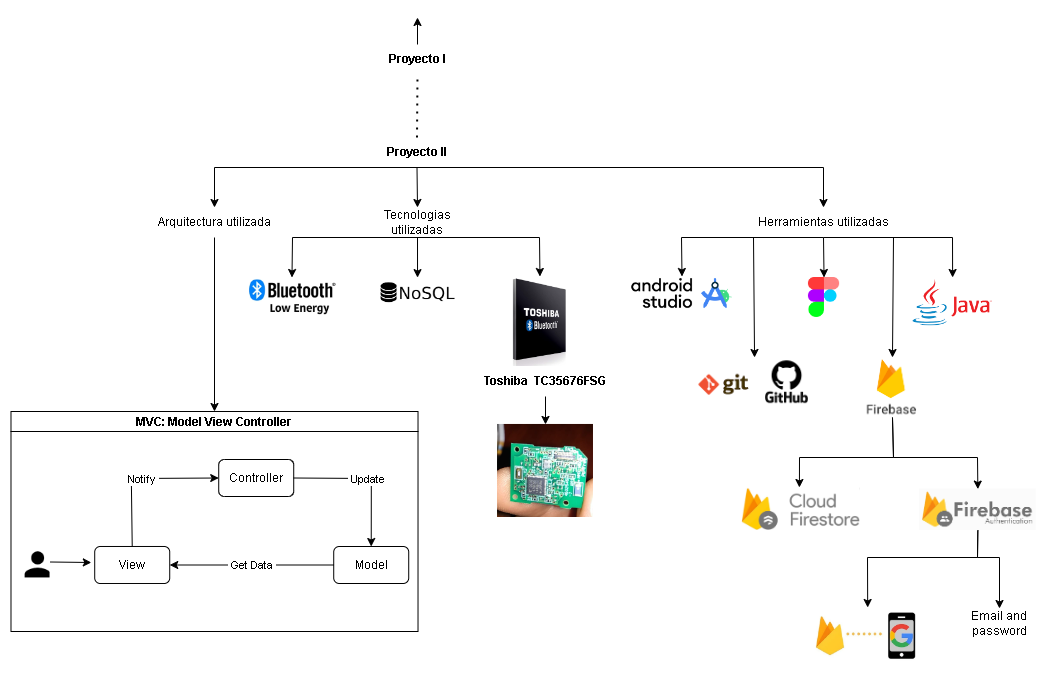 Proyecto I
Proyecto II
Arquitectura utilizada
Tecnologias
utilizadas
Herramientas utilizadas
Bluetooth®
Low Energy
NoSQL
TOSHIBA
Bluetooth®
Toshiba TC35676FSG
android
studio
Java
git
GitHub
Firebase
MVC: Model View Controller
Notify
Controller
Update
View
Get Data
Model
Cloud
Firestore
Firebase
Authentication
G
Email and
password